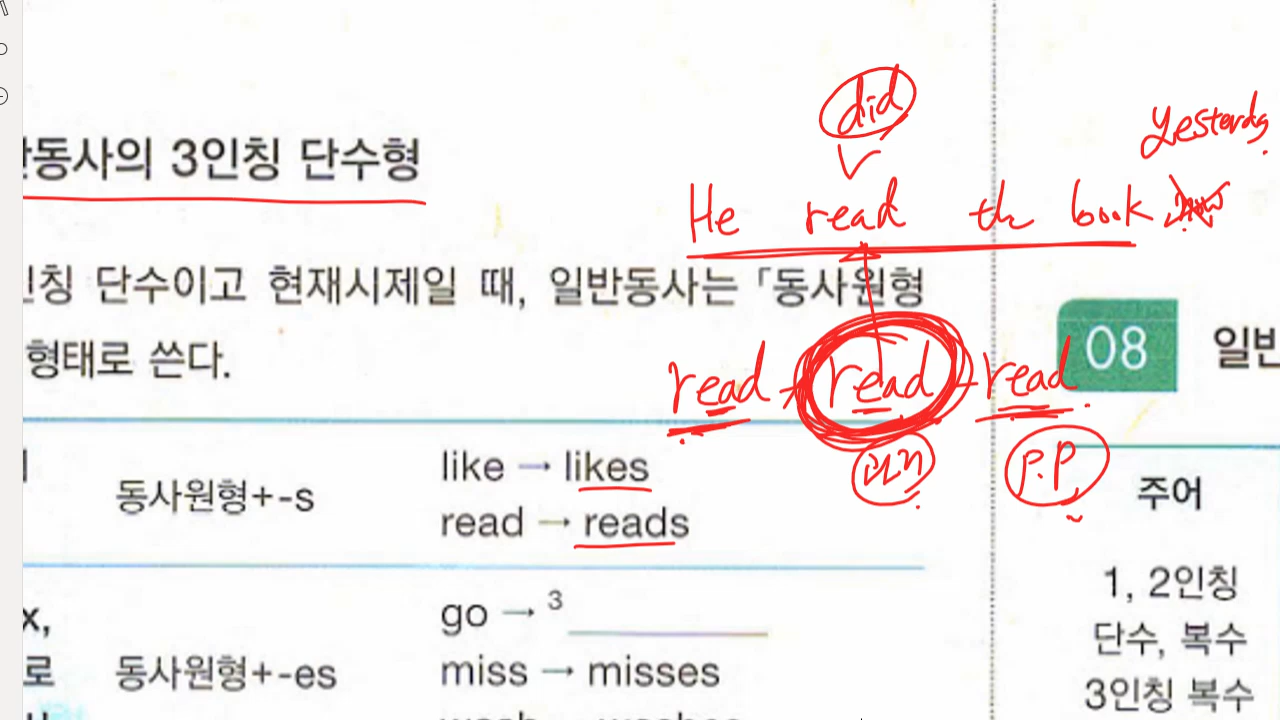 did
yesterday
반동사의 3인칭 단수형
He read the book
인칭 단수이고 현재시제일 때, 일반동사는 「동사원형
형태로 쓴다.
08 일반
read - read - read
과거 p.p
동사원형+-s
like → likes
read → reads
주어
1, 2인칭
단수, 복수
3인칭 복수
x,
go → 3
로 동사원형+-es
miss → misses